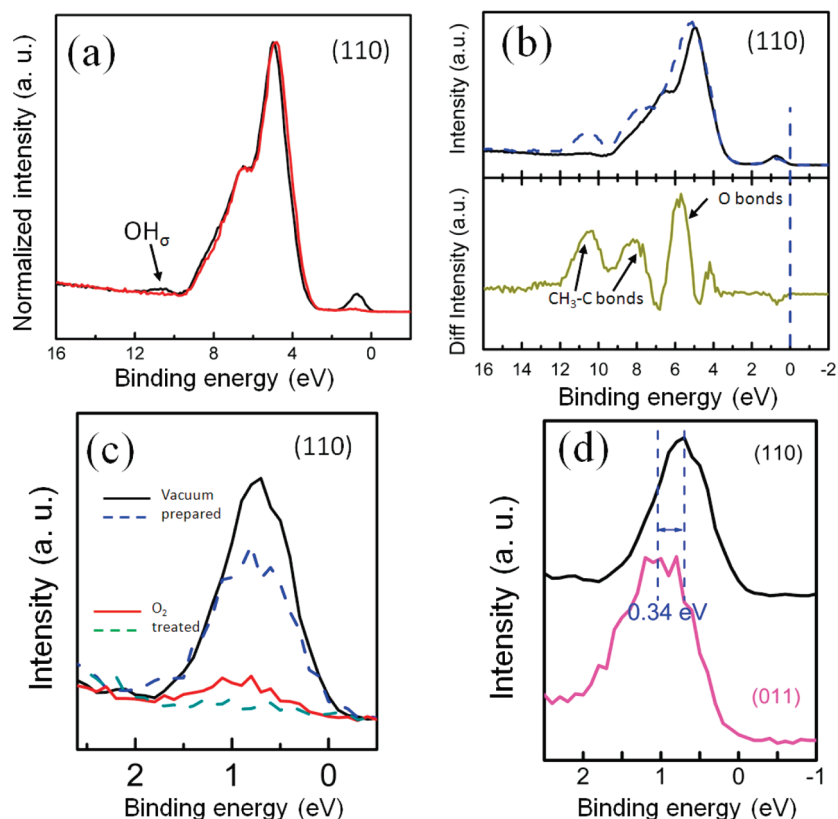 (a)
(110)
OHσ
Normalized intensity (a. u.)
16 12 8 4 0
Binding energy (eV)
(b)
(110)
Intensity (a.u.)
O bonds
CH₃-C bonds
Diff Intensity (a.u.)
16 14 12 10 8 6 4 2 0 -2
Binding energy (eV)
(c)
(110)
Vacuum
prepared
O₂
treated
Intensity (a. u.)
2 1 0
Binding energy (eV)
(d)
(110)
0.34 eV
(011)
Intensity (a. u.)
2 1 0 -1
Binding energy (eV)